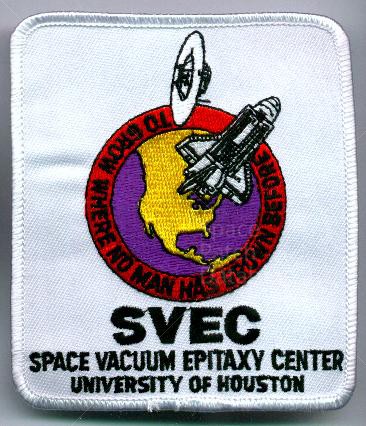 TO GROW WHERE NO MAN HAS GROWN BEFORE
SVEC
SPACE VACUUM EPITAXY CENTER
UNIVERSITY OF HOUSTON